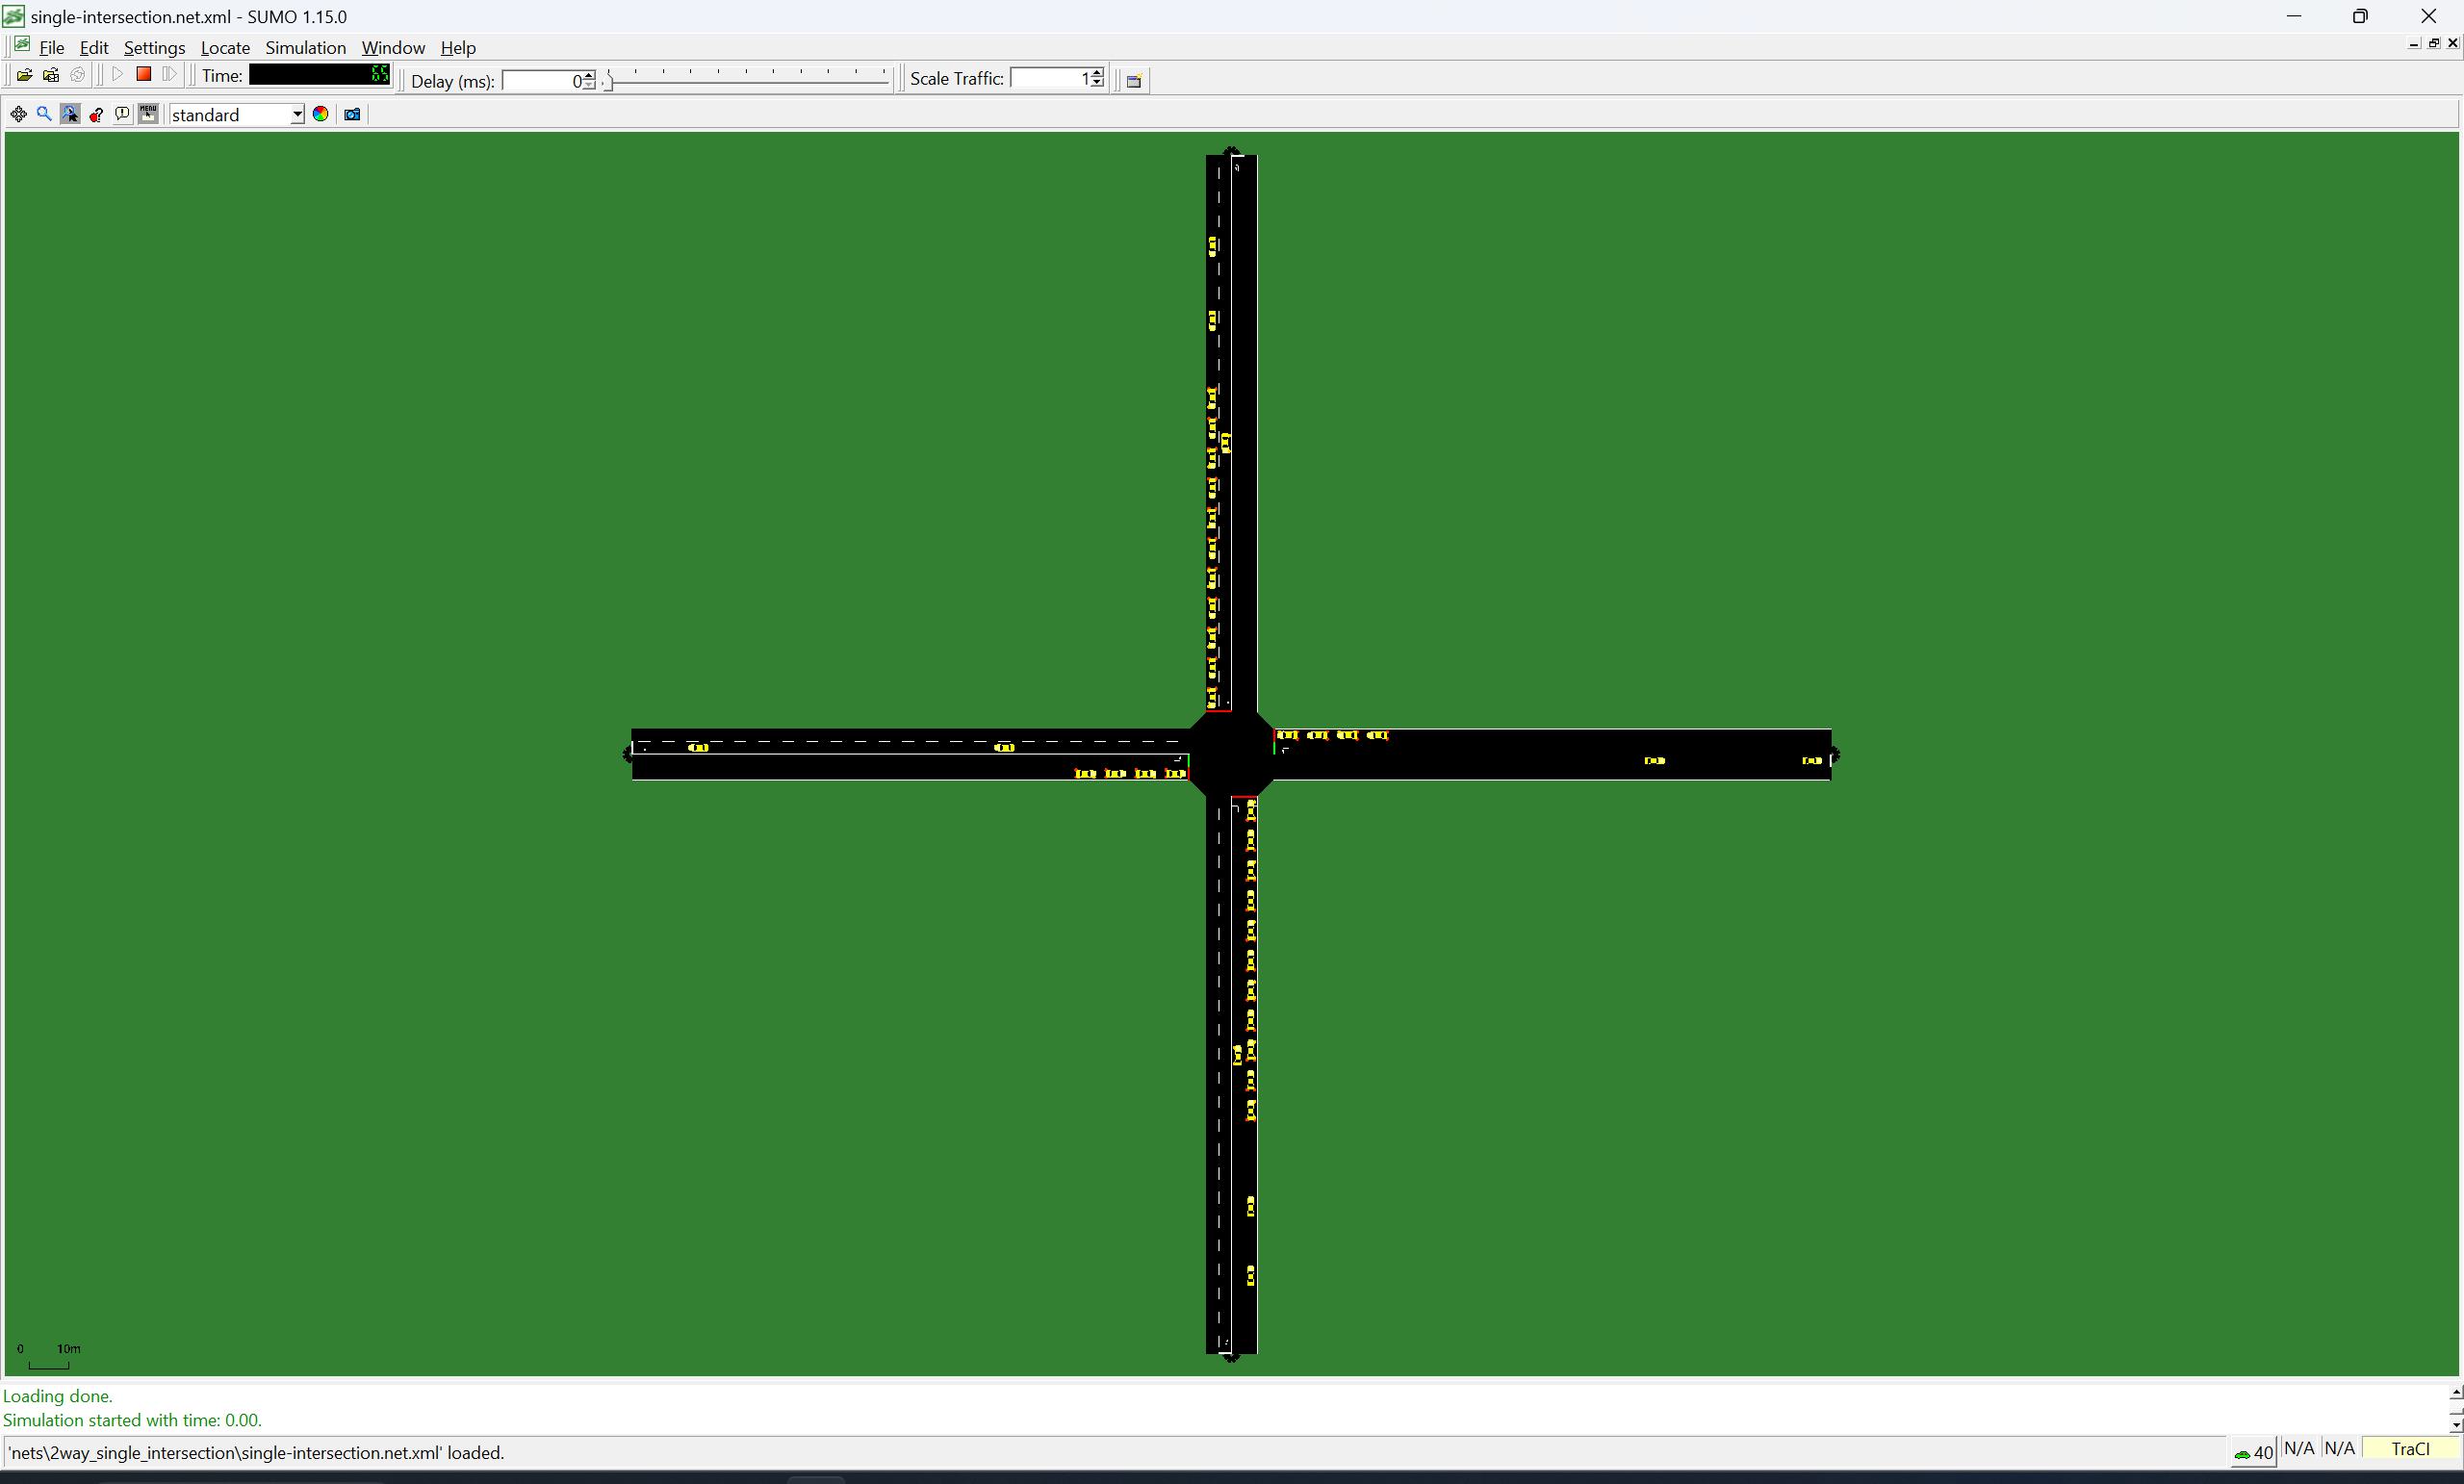 single-intersection.net.xml - SUMO 1.15.0
File Edit Settings Locate Simulation Window Help
Time: 65 Delay (ms): 0 Scale Traffic: 1
MENU standard
0 10m
Loading done.
Simulation started with time: 0.00.
'nets\2way_single_intersection\single-intersection.net.xml' loaded. 40 N/A N/A TraCI